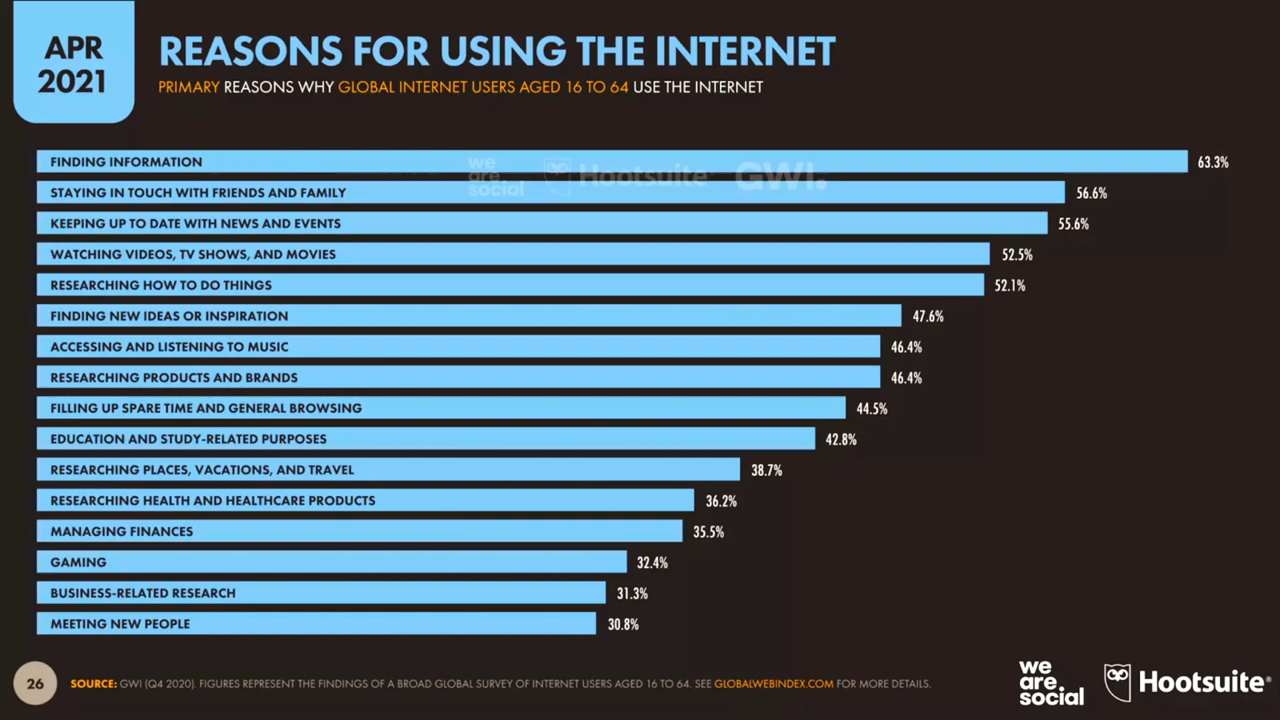 APR
2021
REASONS FOR USING THE INTERNET
PRIMARY REASONS WHY GLOBAL INTERNET USERS AGED 16 TO 64 USE THE INTERNET
FINDING INFORMATION 63.3%
we are social Hootsuite GWI.
STAYING IN TOUCH WITH FRIENDS AND FAMILY 56.6%
KEEPING UP TO DATE WITH NEWS AND EVENTS 55.6%
WATCHING VIDEOS, TV SHOWS, AND MOVIES 52.5%
RESEARCHING HOW TO DO THINGS 52.1%
FINDING NEW IDEAS OR INSPIRATION 47.6%
ACCESSING AND LISTENING TO MUSIC 46.4%
RESEARCHING PRODUCTS AND BRANDS 46.4%
FILLING UP SPARE TIME AND GENERAL BROWSING 44.5%
EDUCATION AND STUDY-RELATED PURPOSES 42.8%
RESEARCHING PLACES, VACATIONS, AND TRAVEL 38.7%
RESEARCHING HEALTH AND HEALTHCARE PRODUCTS 36.2%
MANAGING FINANCES 35.5%
GAMING 32.4%
BUSINESS-RELATED RESEARCH 31.3%
MEETING NEW PEOPLE 30.8%
26
SOURCE: GWI (Q4 2020). FIGURES REPRESENT THE FINDINGS OF A BROAD GLOBAL SURVEY OF INTERNET USERS AGED 16 TO 64. SEE GLOBALWEBINDEX.COM FOR MORE DETAILS.
we
are
social
Hootsuite®